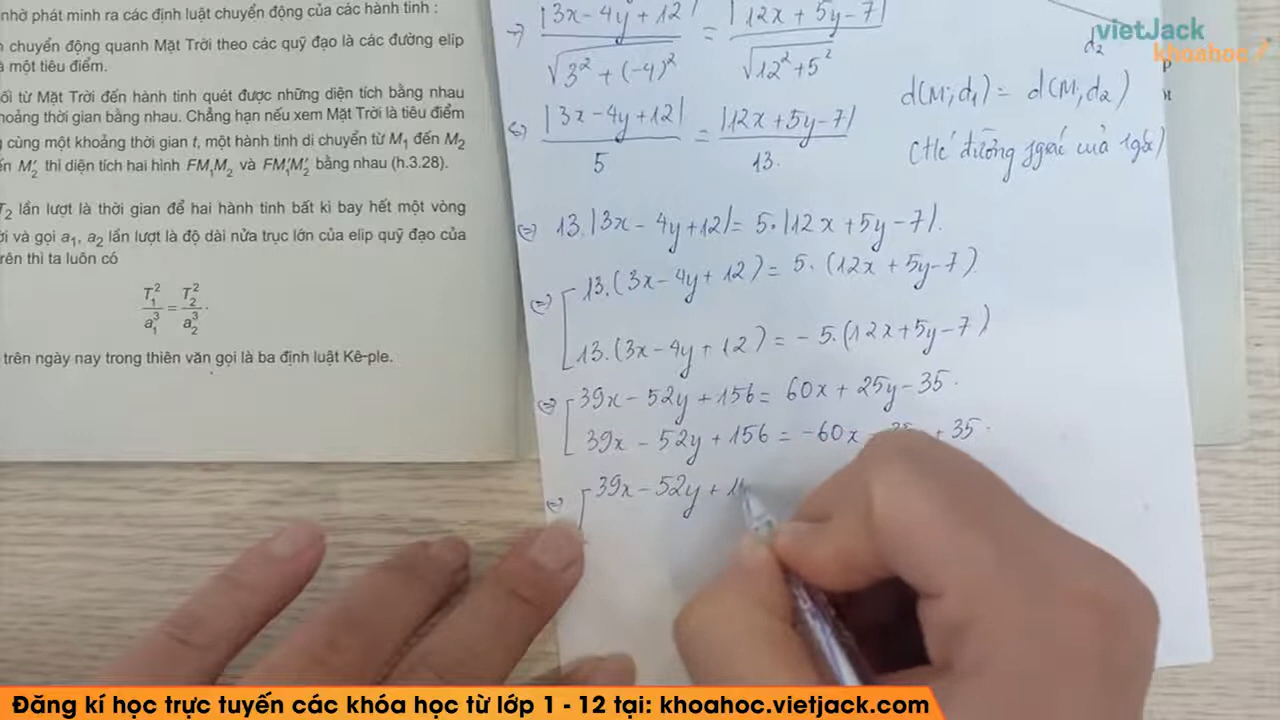 nhờ phát minh ra các định luật chuyển động của các hành tinh :
chuyển động quanh Mặt Trời theo các quỹ đạo là các đường elip
một tiêu điểm.
ối từ Mặt Trời đến hành tinh quét được những diện tích bằng nhau
hoảng thời gian bằng nhau. Chẳng hạn nếu xem Mặt Trời là tiêu điểm
cùng một khoảng thời gian t, một hành tinh di chuyển từ M₁ đến M₂
ến M₂′ thì diện tích hai hình FM₁M₂ và FM₁′M₂′ bằng nhau (h.3.28).
T₂ lần lượt là thời gian để hai hành tinh bất kì bay hết một vòng
ời và gọi a₁, a₂ lần lượt là độ dài nửa trục lớn của elip quỹ đạo của
rên thì ta luôn có
T₁²/a₁³ = T₂²/a₂³.
trên ngày nay trong thiên văn gọi là ba định luật Kê-ple.
|3x - 4y + 12| / √3² + (-4)² = |12x + 5y - 7| / √12² + 5²
|3x - 4y + 12| / 5 = |12x + 5y - 7| / 13.
d₂
d(M; d₁) = d(M, d₂)
đường
của
⇔ 13.|3x - 4y + 12| = 5.|12x + 5y - 7|.
⇔ [ 13.(3x - 4y + 12) = 5.(12x + 5y - 7)
13.(3x - 4y + 12) = -5.(12x + 5y - 7)
⇔ [ 39x - 52y + 156 = 60x + 25y - 35.
39x - 52y + 156 = -60x + 35.
⇔ [ 39x - 52y + 1
vietJack
khoahoc
Đăng kí học trực tuyến các khóa học từ lớp 1 - 12 tại: khoahoc.vietjack.com